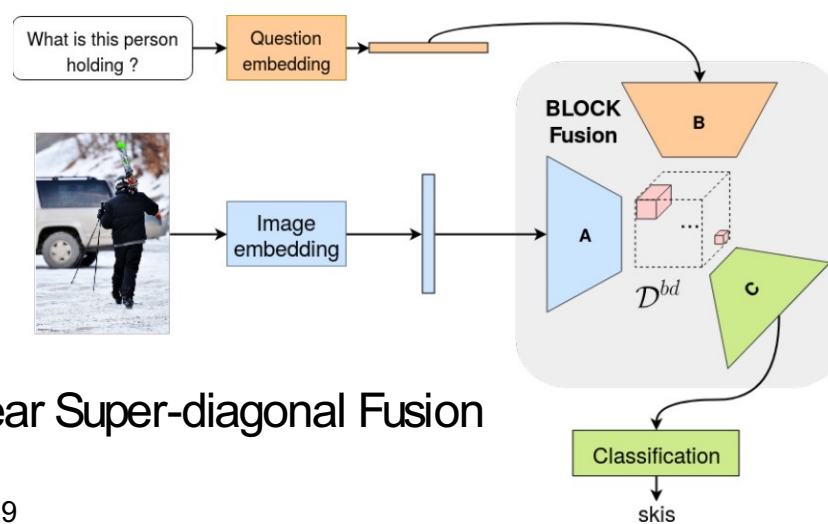 What is this person
holding ?
Question
embedding
BLOCK
Fusion
B
Image
embedding
A
...
C
𝒟^{bd}
ear Super-diagonal Fusion
Classification
9
skis